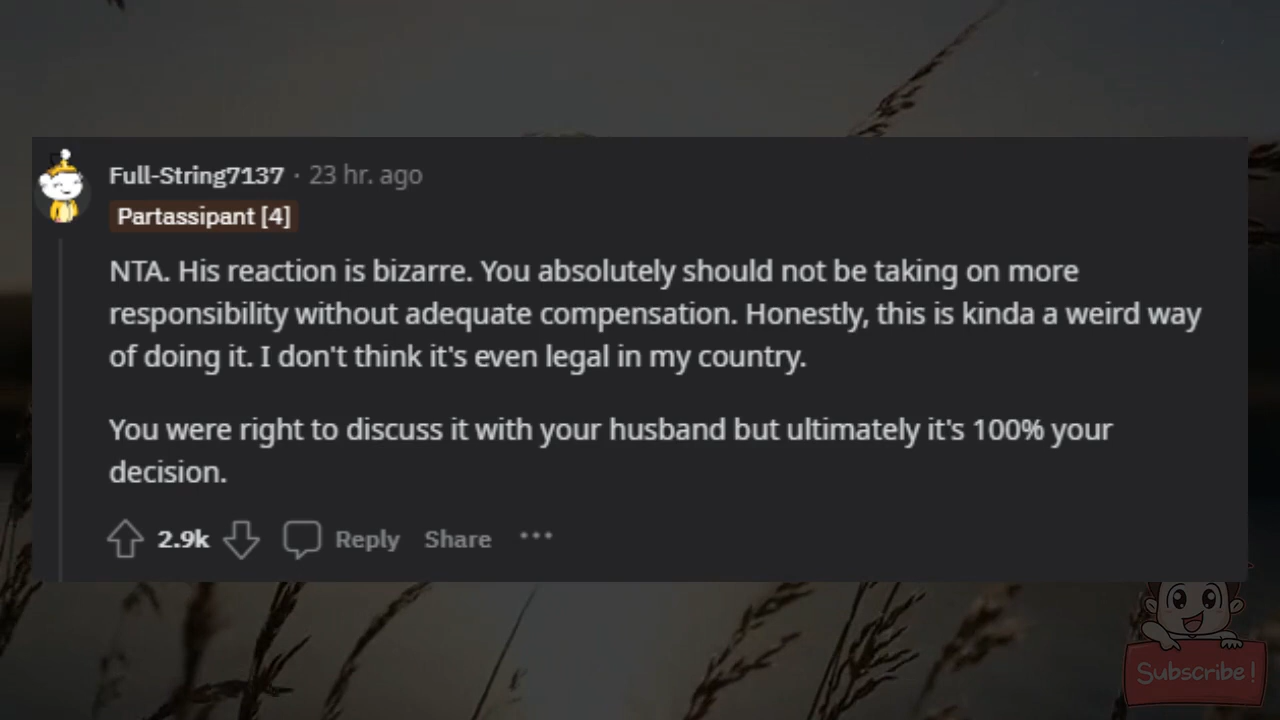 Full-String7137 · 23 hr. ago
Partassipant [4]
NTA. His reaction is bizarre. You absolutely should not be taking on more
responsibility without adequate compensation. Honestly, this is kinda a weird way
of doing it. I don't think it's even legal in my country.
You were right to discuss it with your husband but ultimately it's 100% your
decision.
2.9k Reply Share ···
Subscribe!